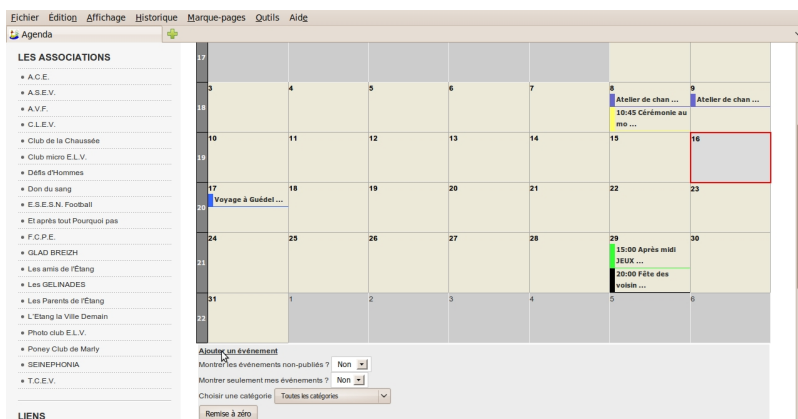 Fichier Édition Affichage Historique Marque-pages Outils Aide
Agenda
LES ASSOCIATIONS
A.C.E.
A.S.E.V.
A.V.F.
C.L.E.V.
Club de la Chaussée
Club micro E.L.V.
Défis d'Hommes
Don du sang
E.S.E.S.N. Football
Et après tout Pourquoi pas
F.C.P.E.
GLAD BREIZH
Les amis de l'Étang
Les GELINADES
Les Parents de l'Étang
L'Etang la Ville Demain
Photo club E.L.V.
Poney Club de Marly
SEINEPHONIA
T.C.E.V.
LIENS
17
18
3 4 5 6 7 8 9
Atelier de chan ... Atelier de chan ...
10:45 Cérémonie au
mo ...
19
10 11 12 13 14 15 16
20
17 18 19 20 21 22 23
Voyage à Guédel ...
21
24 25 26 27 28 29 30
15:00 Après midi
JEUX ...
20:00 Fête des
voisin ...
22
31 1 2 3 4 5 6
Ajouter un événement
Montrer les événements non-publiés ? Non
Montrer seulement mes événements ? Non
Choisir une catégorie Toutes les catégories
Remise à zéro